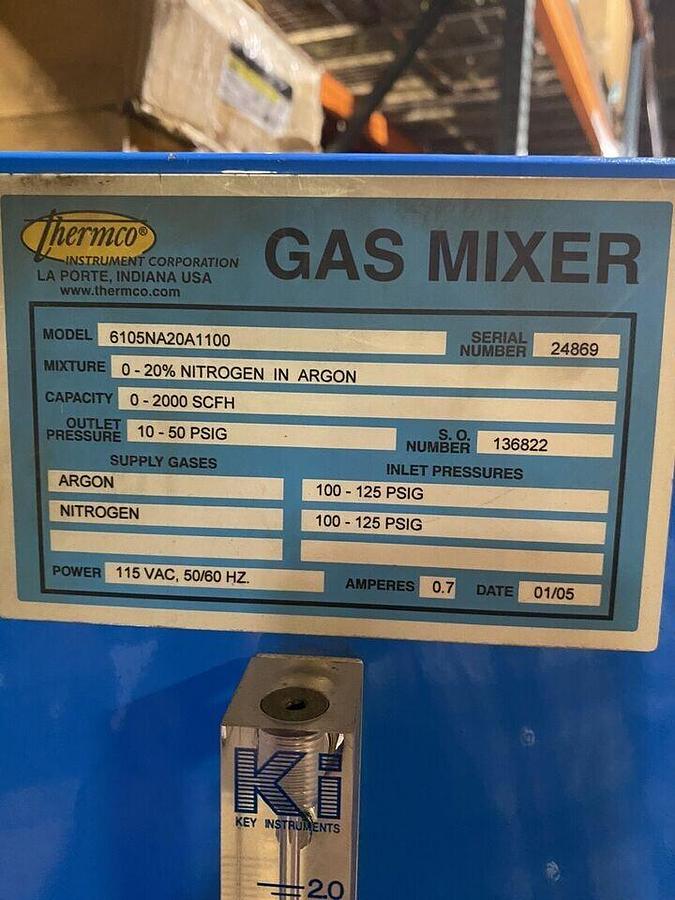 Thermco®
INSTRUMENT CORPORATION
LA PORTE, INDIANA USA
www.thermco.com
GAS MIXER
MODEL 6105NA20A1100 SERIAL NUMBER 24869
MIXTURE 0 - 20% NITROGEN IN ARGON
CAPACITY 0 - 2000 SCFH
OUTLET PRESSURE 10 - 50 PSIG S. O. NUMBER 136822
SUPPLY GASES INLET PRESSURES
ARGON 100 - 125 PSIG
NITROGEN 100 - 125 PSIG
POWER 115 VAC, 50/60 HZ. AMPERES 0.7 DATE 01/05
Ki
KEY INSTRUMENTS
2.0